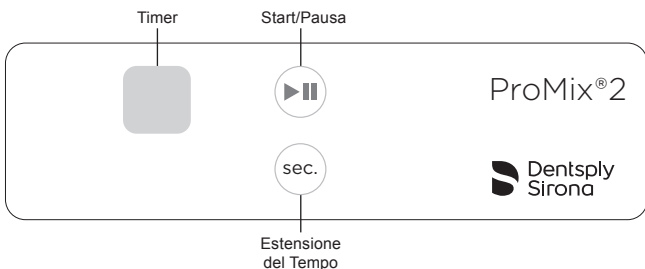 Timer
Start/Pausa
ProMix®2
sec.
Dentsply
Sirona
Estensione
del Tempo